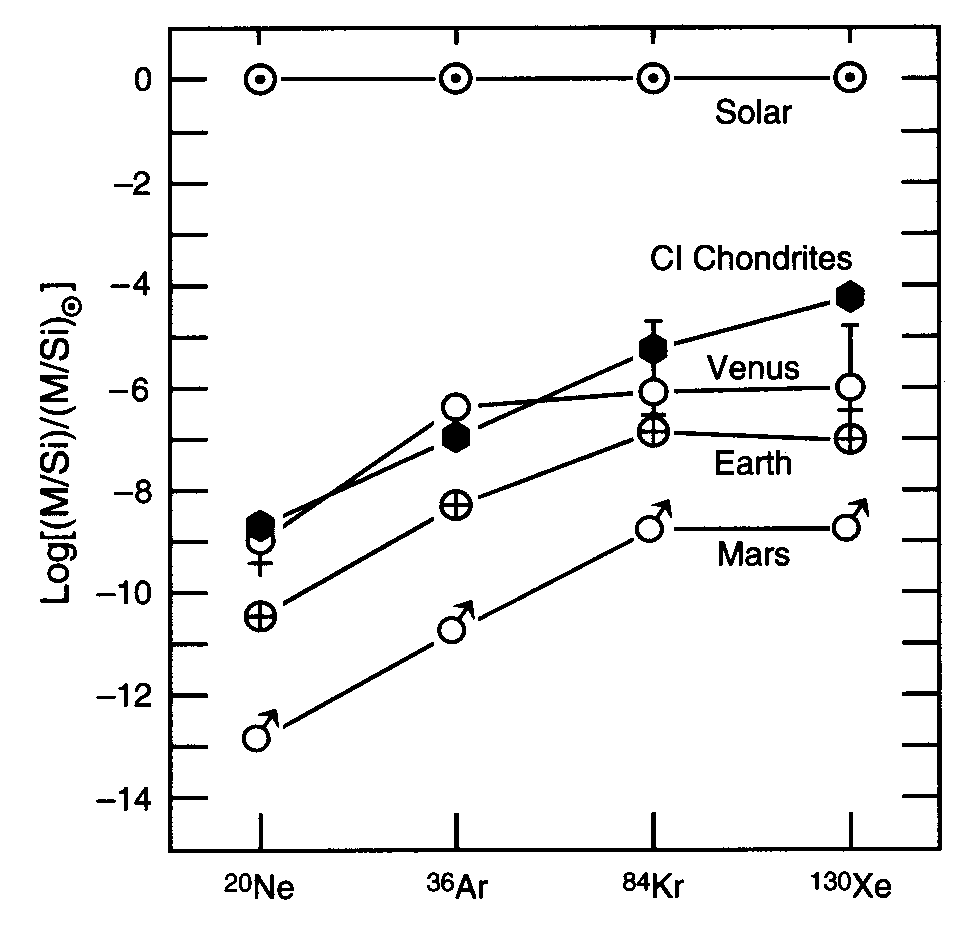 0
−2
−4
−6
−8
−10
−12
−14
Log[(M/Si)/(M/Si)☉]
Solar
CI Chondrites
Venus
Earth
Mars
²⁰Ne
³⁶Ar
⁸⁴Kr
¹³⁰Xe